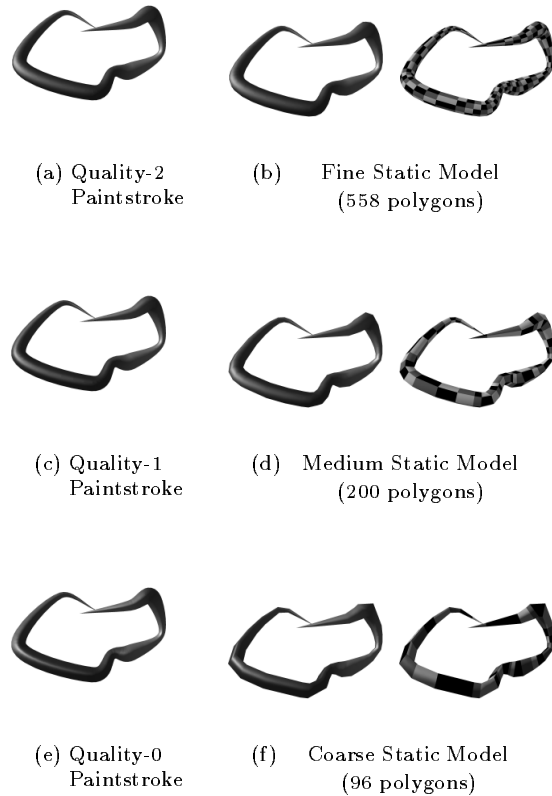 (a) Quality-2
Paintstroke
(b) Fine Static Model
(558 polygons)
(c) Quality-1
Paintstroke
(d) Medium Static Model
(200 polygons)
(e) Quality-0
Paintstroke
(f) Coarse Static Model
(96 polygons)